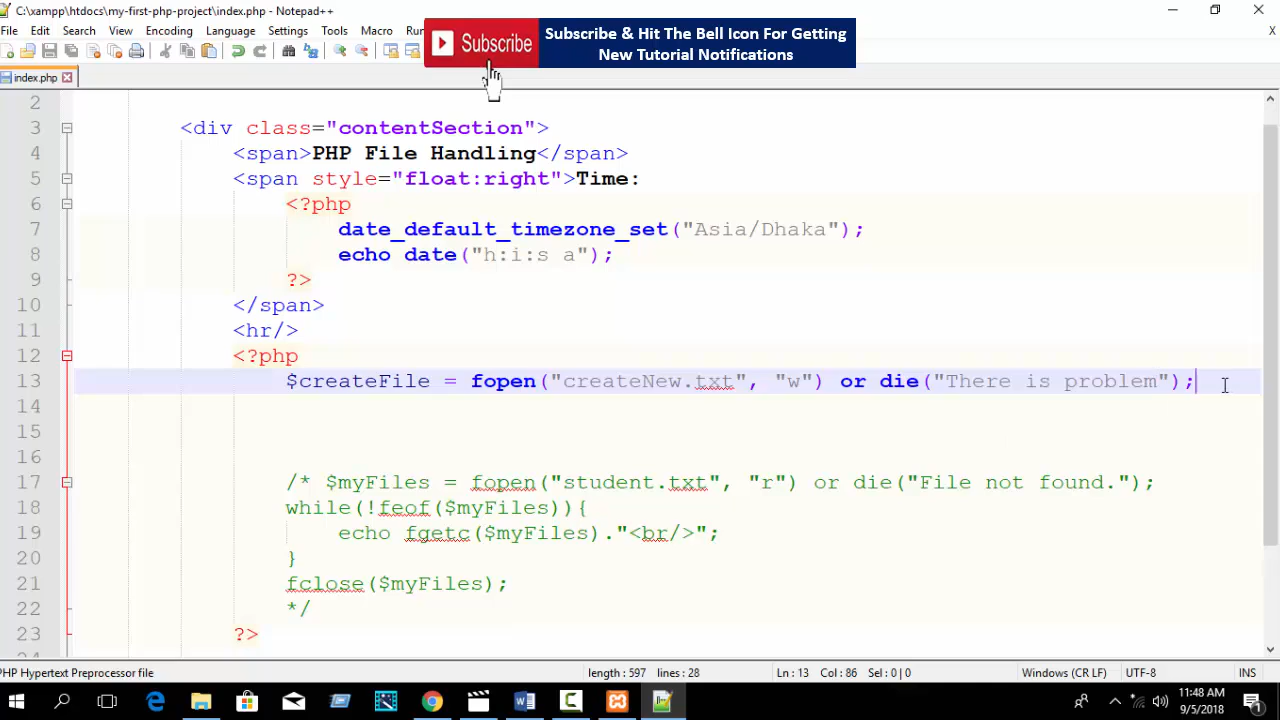 C:\xampp\htdocs\my-first-php-project\index.php - Notepad++
File Edit Search View Encoding Language Settings Tools Macro
Subscribe
Subscribe & Hit The Bell Icon For Getting
New Tutorial Notifications
index.php
2
3 <div class="contentSection">
4 <span>PHP File Handling</span>
5 <span style="float:right">Time:
6 <?php
7 date_default_timezone_set("Asia/Dhaka");
8 echo date("h:i:s a");
9 ?>
10 </span>
11 <hr/>
12 <?php
13 $createFile = fopen("createNew.txt", "w") or die("There is problem");
14
15
16
17 /* $myFiles = fopen("student.txt", "r") or die("File not found.");
18 while(!feof($myFiles)){
19 echo fgetc($myFiles)."<br/>";
20 }
21 fclose($myFiles);
22 */
23 ?>
PHP Hypertext Preprocessor file length : 597 lines : 28 Ln : 13 Col : 86 Sel : 0 | 0 Windows (CR LF) UTF-8 INS
11:48 AM
9/5/2018